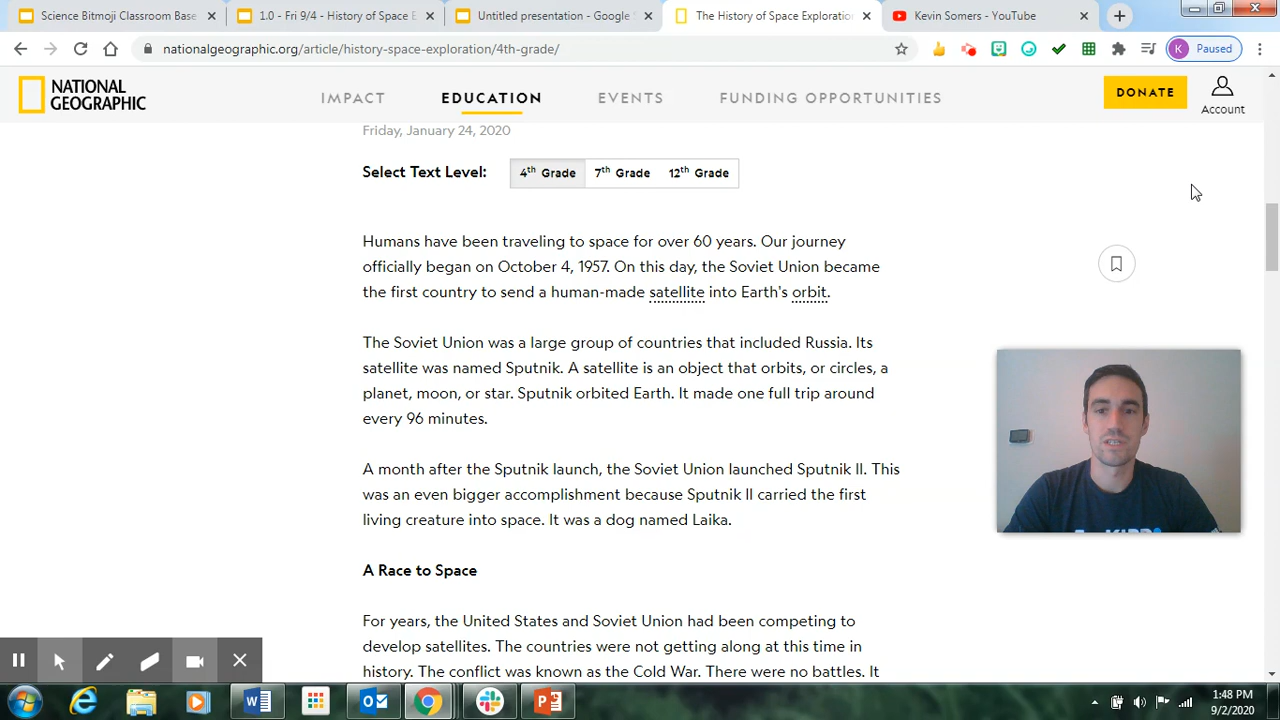 Science Bitmoji Classroom Base
1.0 - Fri 9/4 - History of Space E
Untitled presentation - Google
The History of Space Exploratio
Kevin Somers - YouTube
nationalgeographic.org/article/history-space-exploration/4th-grade/
K Paused
NATIONAL
GEOGRAPHIC
IMPACT
EDUCATION
EVENTS
FUNDING OPPORTUNITIES
DONATE
Account
Friday, January 24, 2020
Select Text Level: 4th Grade 7th Grade 12th Grade
Humans have been traveling to space for over 60 years. Our journey
officially began on October 4, 1957. On this day, the Soviet Union became
the first country to send a human-made satellite into Earth's orbit.
The Soviet Union was a large group of countries that included Russia. Its
satellite was named Sputnik. A satellite is an object that orbits, or circles, a
planet, moon, or star. Sputnik orbited Earth. It made one full trip around
every 96 minutes.
A month after the Sputnik launch, the Soviet Union launched Sputnik II. This
was an even bigger accomplishment because Sputnik II carried the first
living creature into space. It was a dog named Laika.
A Race to Space
For years, the United States and Soviet Union had been competing to
develop satellites. The countries were not getting along at this time in
history. The conflict was known as the Cold War. There were no battles. It
1:48 PM
9/2/2020